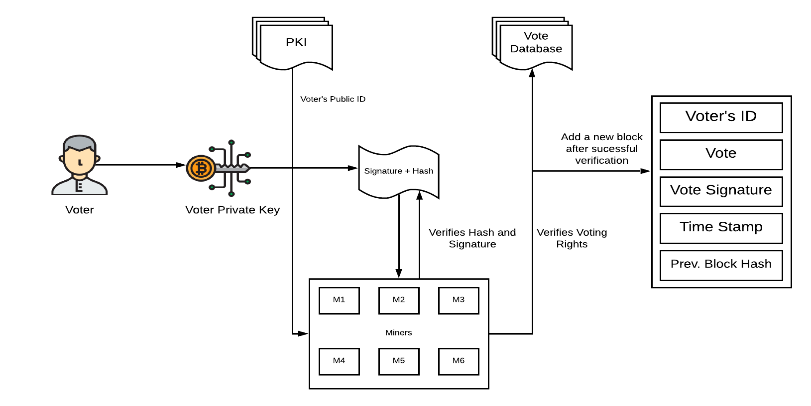 PKI
Vote
Database
Voter's Public ID
Voter's ID
Vote
Vote Signature
Time Stamp
Prev. Block Hash
Add a new block
after sucessful
verification
Signature + Hash
Voter
Voter Private Key
Verifies Hash and
Signature
Verifies Voting
Rights
M1
M2
M3
Miners
M4
M5
M6